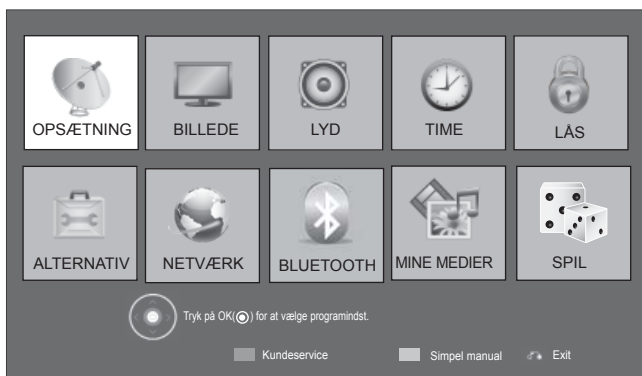 OPSÆTNING BILLEDE LYD TIME LÅS
ALTERNATIV NETVÆRK BLUETOOTH MINE MEDIER SPIL
Tryk på OK(◉) for at vælge programindst.
Kundeservice Simpel manual Exit